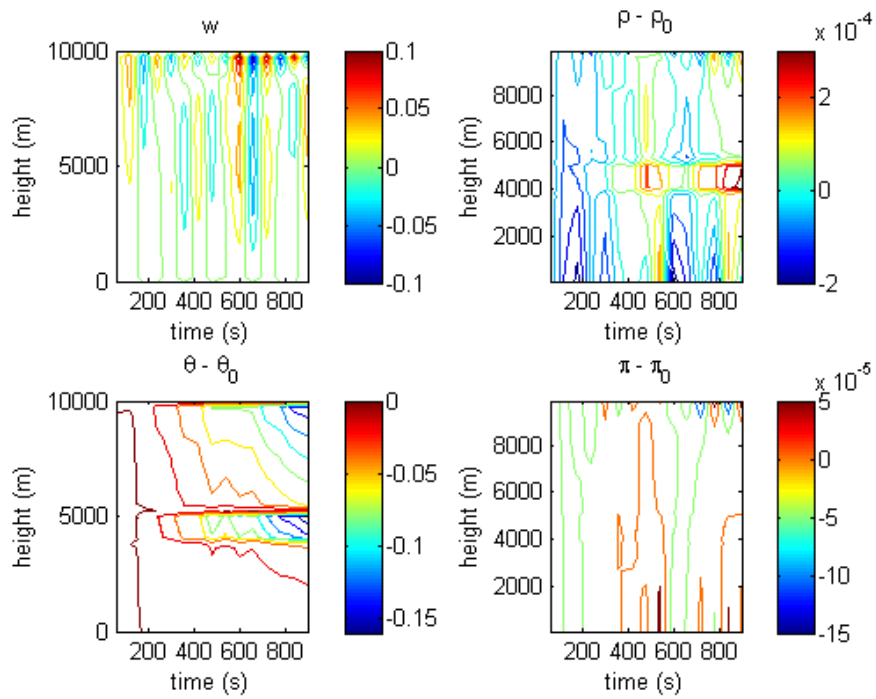 w
10000
5000
0
height (m)
200 400 600 800
time (s)
0.1
0.05
0
-0.05
-0.1
ρ - ρ0
8000
6000
4000
2000
height (m)
200 400 600 800
time (s)
x 10-4
2
0
-2
θ - θ0
10000
5000
0
height (m)
200 400 600 800
time (s)
0
-0.05
-0.1
-0.15
π - π0
8000
6000
4000
2000
height (m)
200 400 600 800
time (s)
x 10-5
5
0
-5
-10
-15